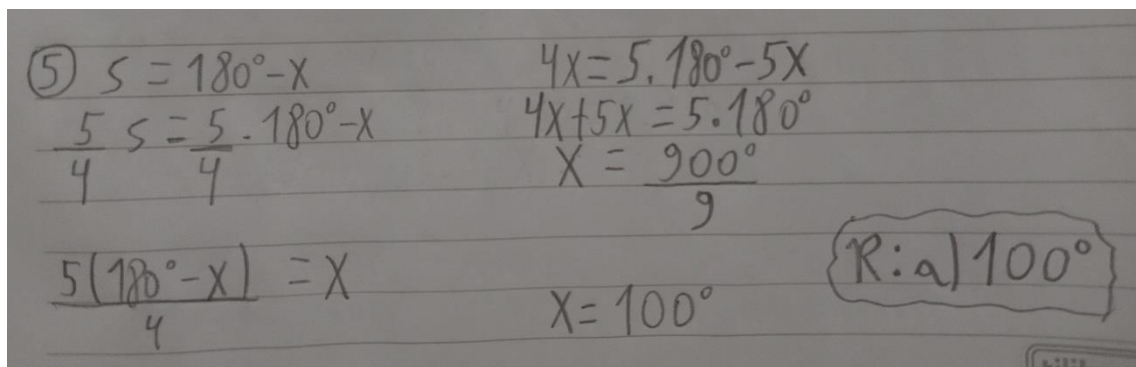 ⑤ S = 180° - X
5/4 S = 5/4 . 180° - X
5(180° - X)/4 = X
4X = 5.180° - 5X
4X + 5X = 5.180°
X = 900°/9
X = 100°
R: a) 100°